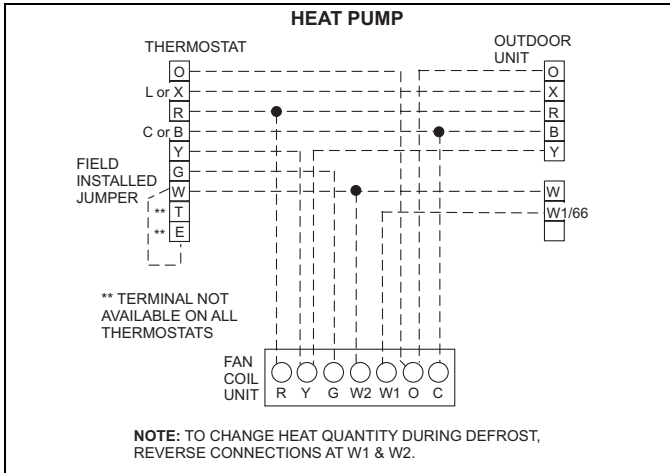 HEAT PUMP
THERMOSTAT
OUTDOOR
UNIT
O
L or X
R
C or B
Y
G
W
** T
** E
FIELD
INSTALLED
JUMPER
O
X
R
B
Y
W
W1/66
** TERMINAL NOT
AVAILABLE ON ALL
THERMOSTATS
FAN
COIL
UNIT
R Y G W2 W1 O C
NOTE: TO CHANGE HEAT QUANTITY DURING DEFROST,
REVERSE CONNECTIONS AT W1 & W2.